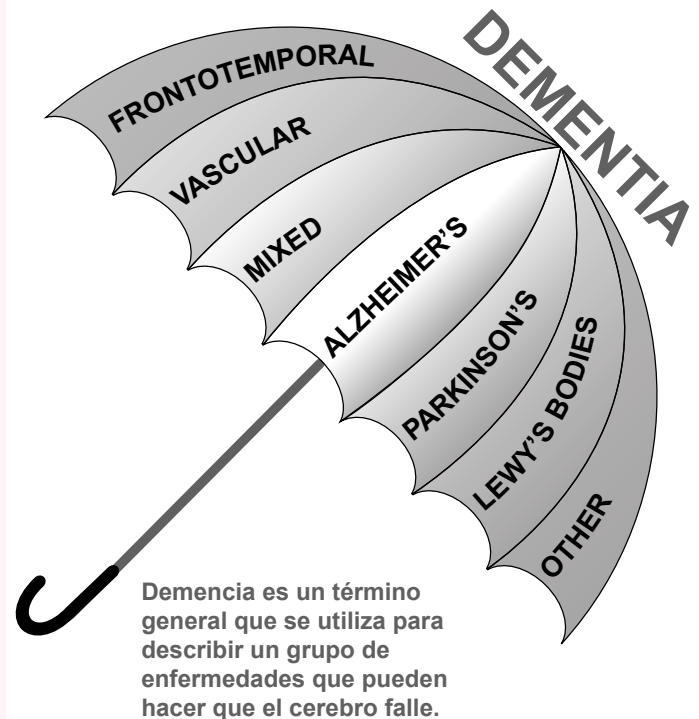 DEMENTIA
FRONTOTEMPORAL
VASCULAR
MIXED
ALZHEIMER'S
PARKINSON'S
LEWY'S BODIES
OTHER
Demencia es un término
general que se utiliza para
describir un grupo de
enfermedades que pueden
hacer que el cerebro falle.